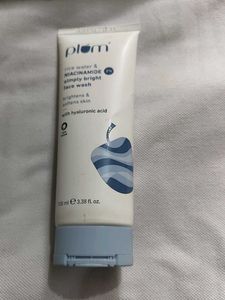 plum
rice water &
NIACINAMIDE 2%
simply bright
face wash
brightens &
softens skin
with hyaluronic acid
100 ml e 3.38 fl. oz.